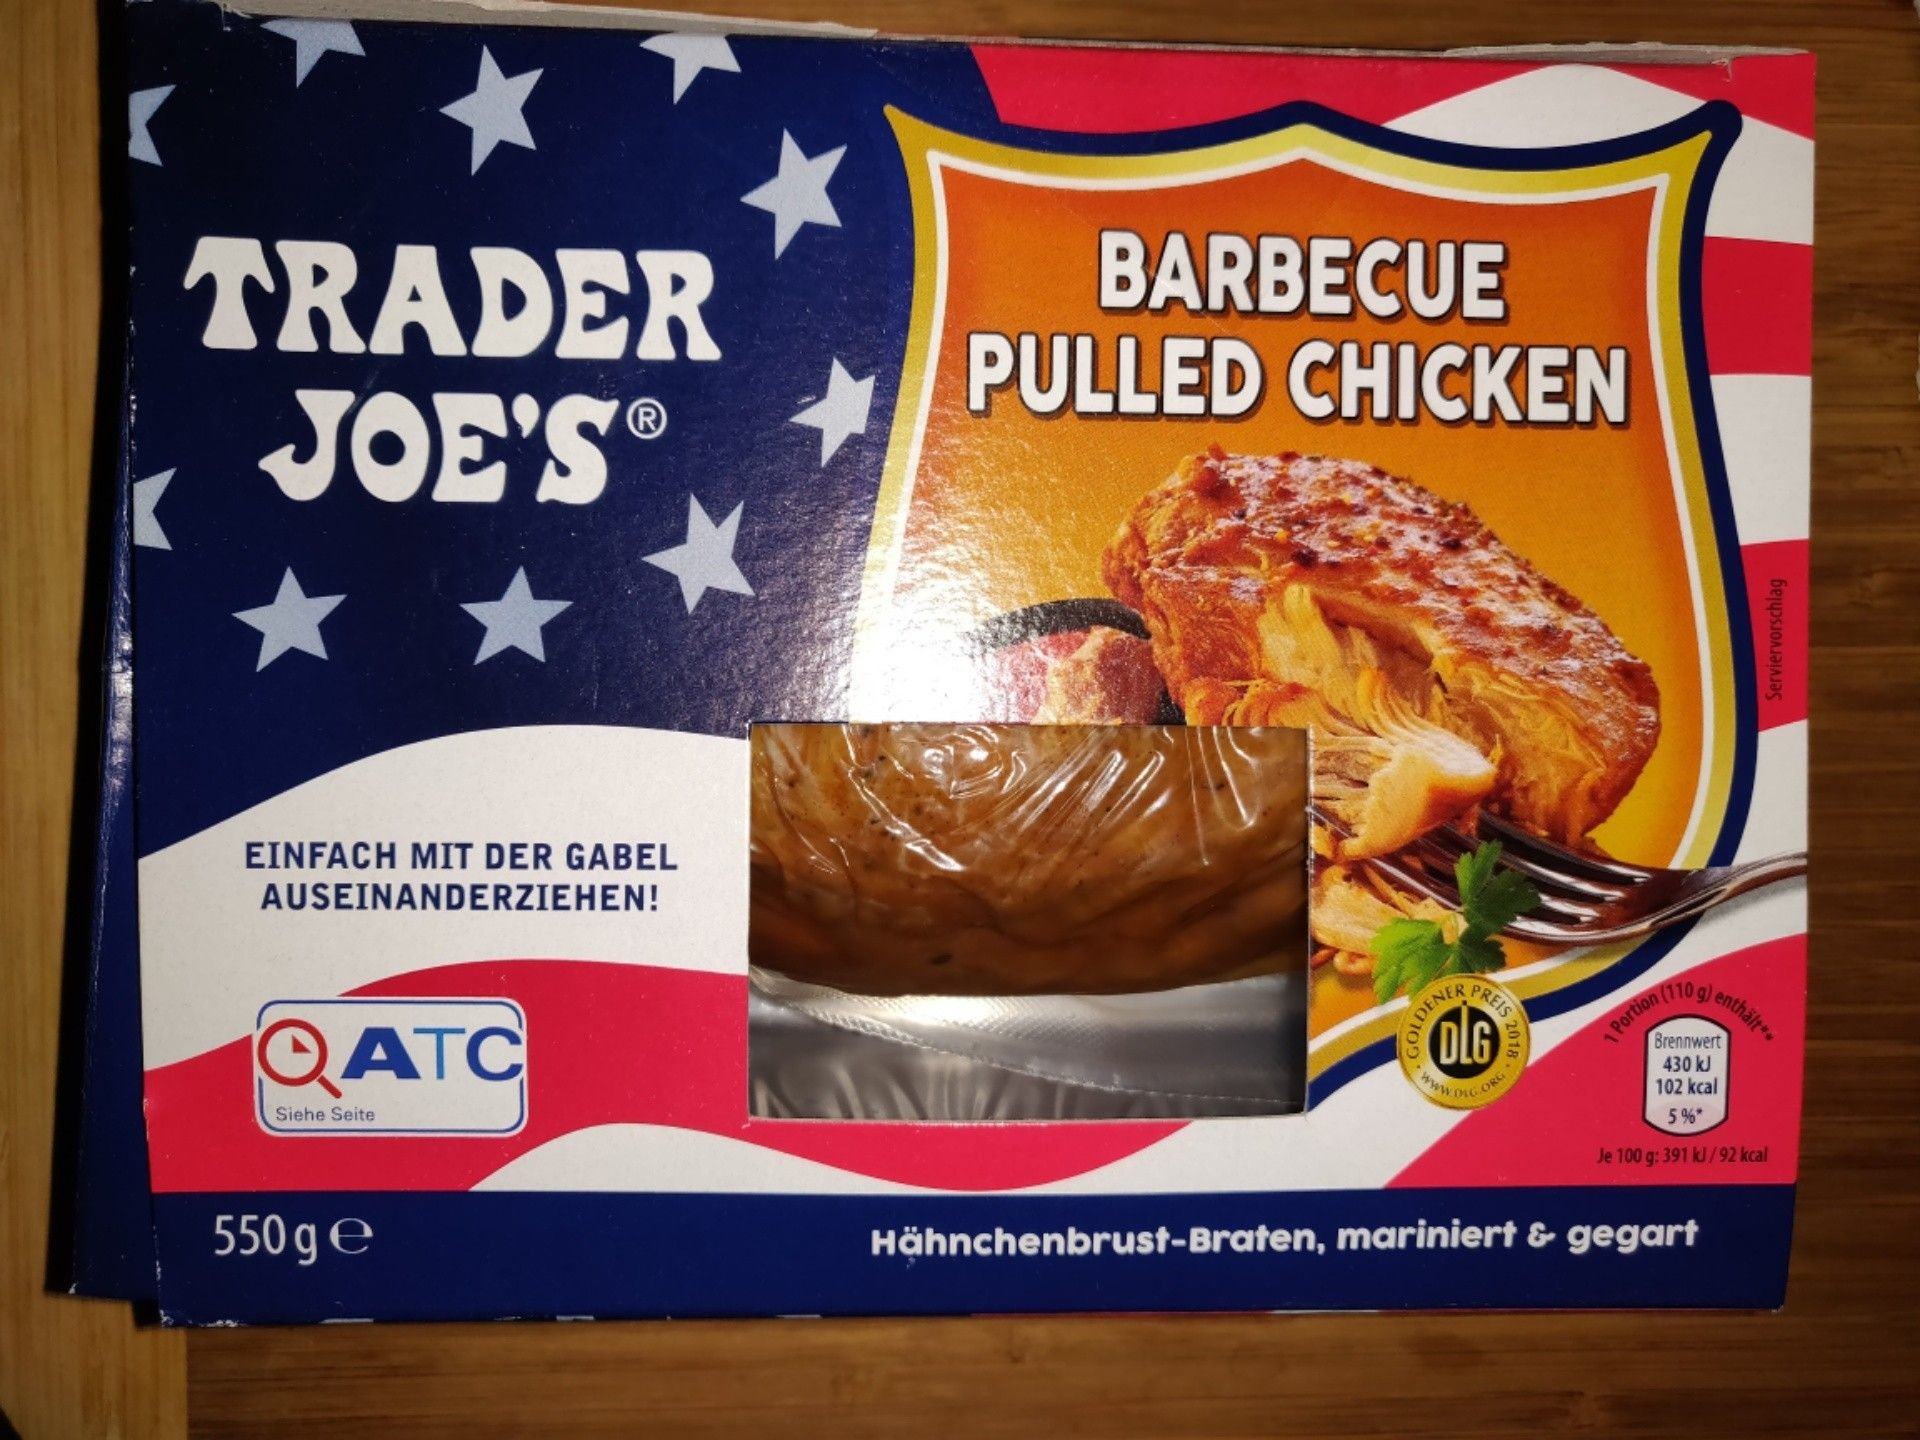 TRADER
JOE'S®
BARBECUE
PULLED CHICKEN
Serviervorschlag
EINFACH MIT DER GABEL
AUSEINANDERZIEHEN!
ATC
Siehe Seite
GOLDENER PREIS 2018
DLG
WWW.DLG.ORG
1 Portion (110 g) enthält**
Brennwert
430 kJ
102 kcal
5 %*
Je 100 g: 391 kJ / 92 kcal
550 g e
Hähnchenbrust-Braten, mariniert & gegart